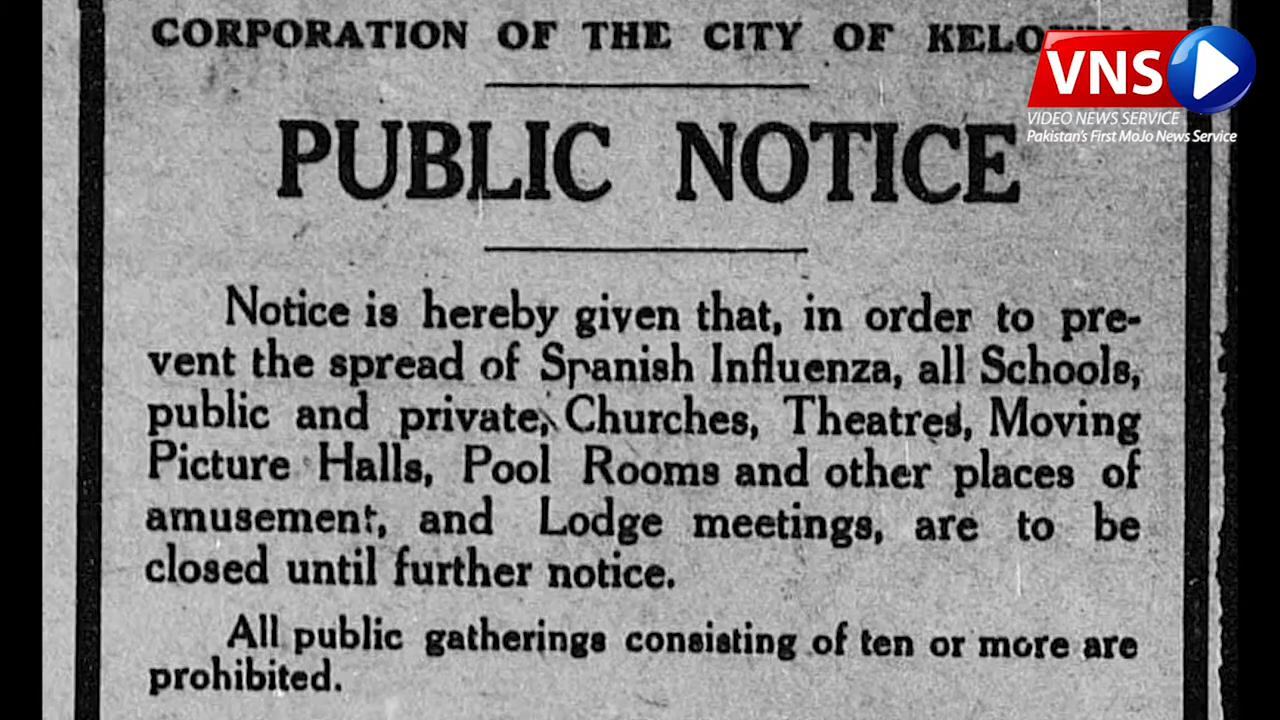 CORPORATION OF THE CITY OF
PUBLIC NOTICE
Notice is hereby given that, in order to pre-
vent the spread of Spanish Influenza, all Schools,
public and private, Churches, Theatres, Moving
Picture Halls, Pool Rooms and other places of
amusement, and Lodge meetings, are to be
closed until further notice.
All public gatherings consisting of ten or more are
prohibited.
VNS
VIDEO NEWS SERVICE
Pakistan's First MoJo News Service